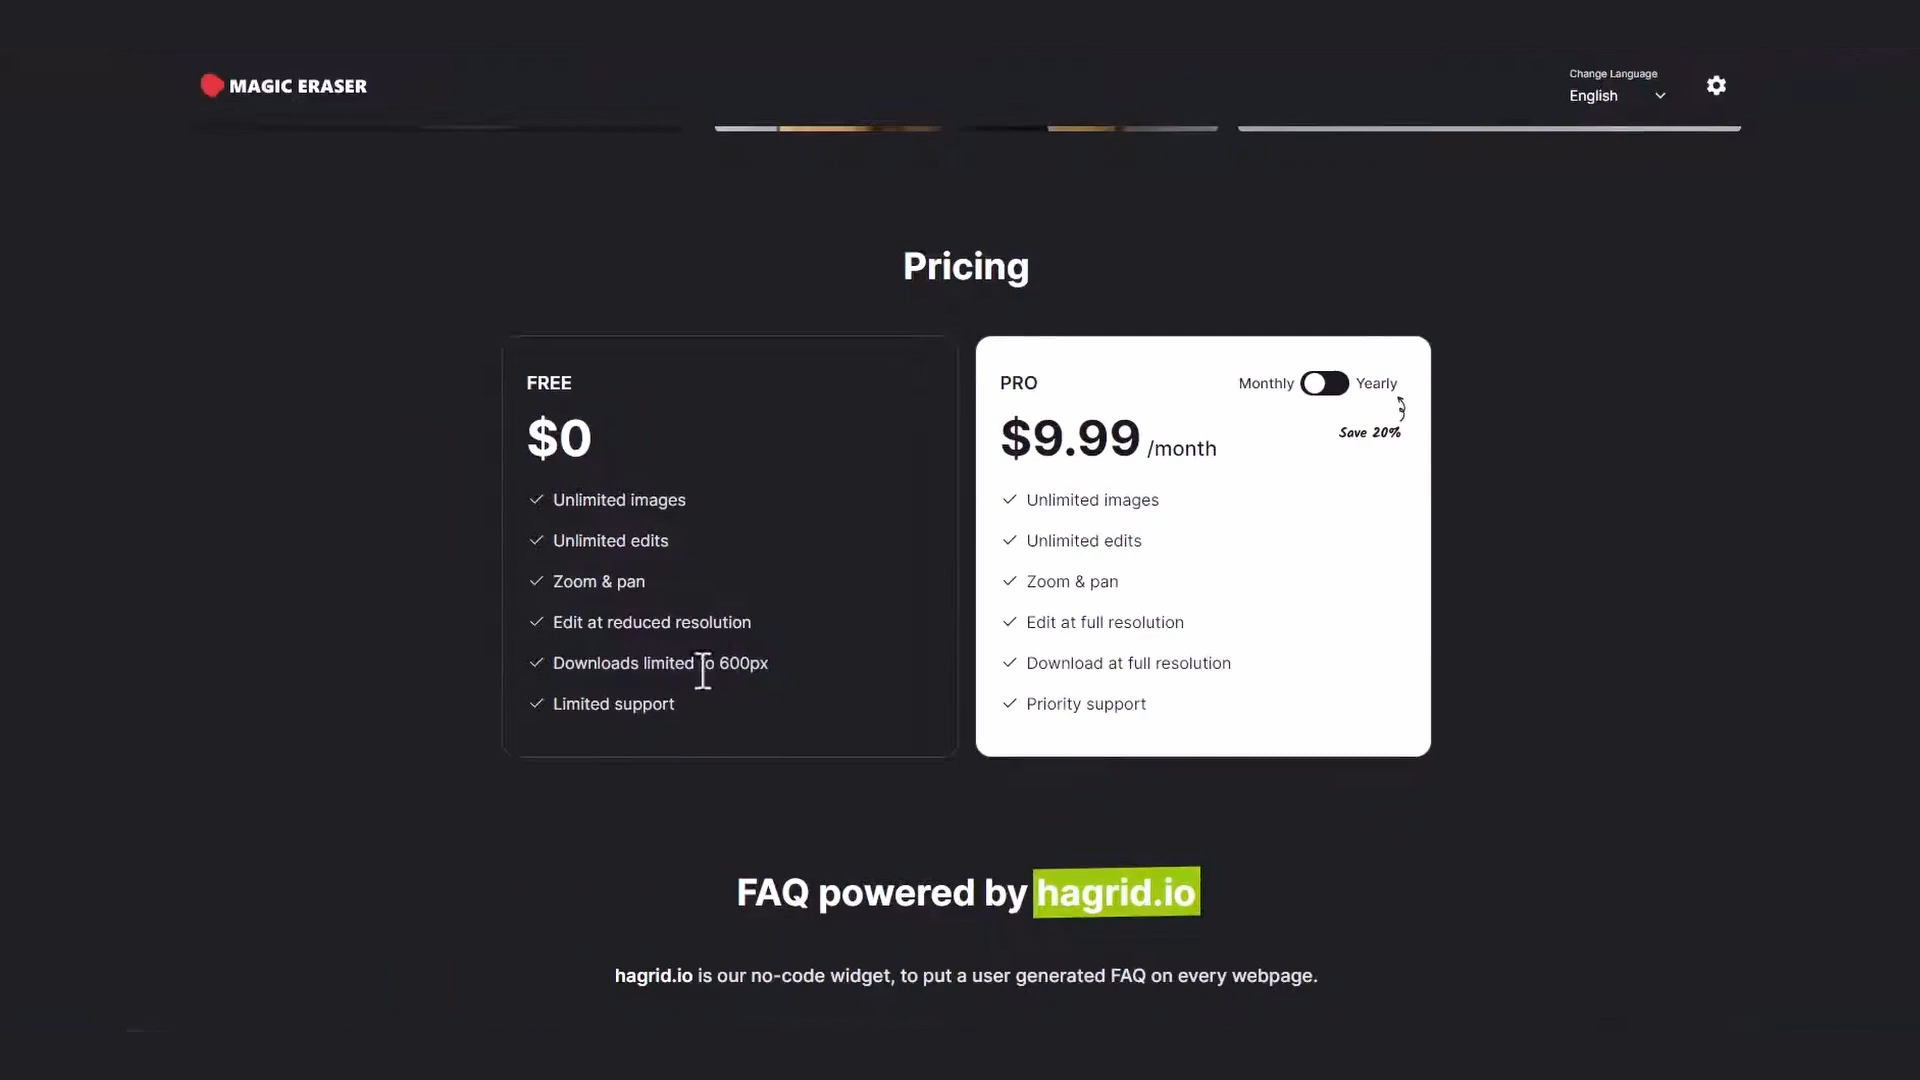 MAGIC ERASER
Change Language
English
Pricing
FREE
$0
Unlimited images
Unlimited edits
Zoom & pan
Edit at reduced resolution
Downloads limited to 600px
Limited support
PRO
Monthly Yearly
Save 20%
$9.99 /month
Unlimited images
Unlimited edits
Zoom & pan
Edit at full resolution
Download at full resolution
Priority support
FAQ powered by hagrid.io
hagrid.io is our no-code widget, to put a user generated FAQ on every webpage.